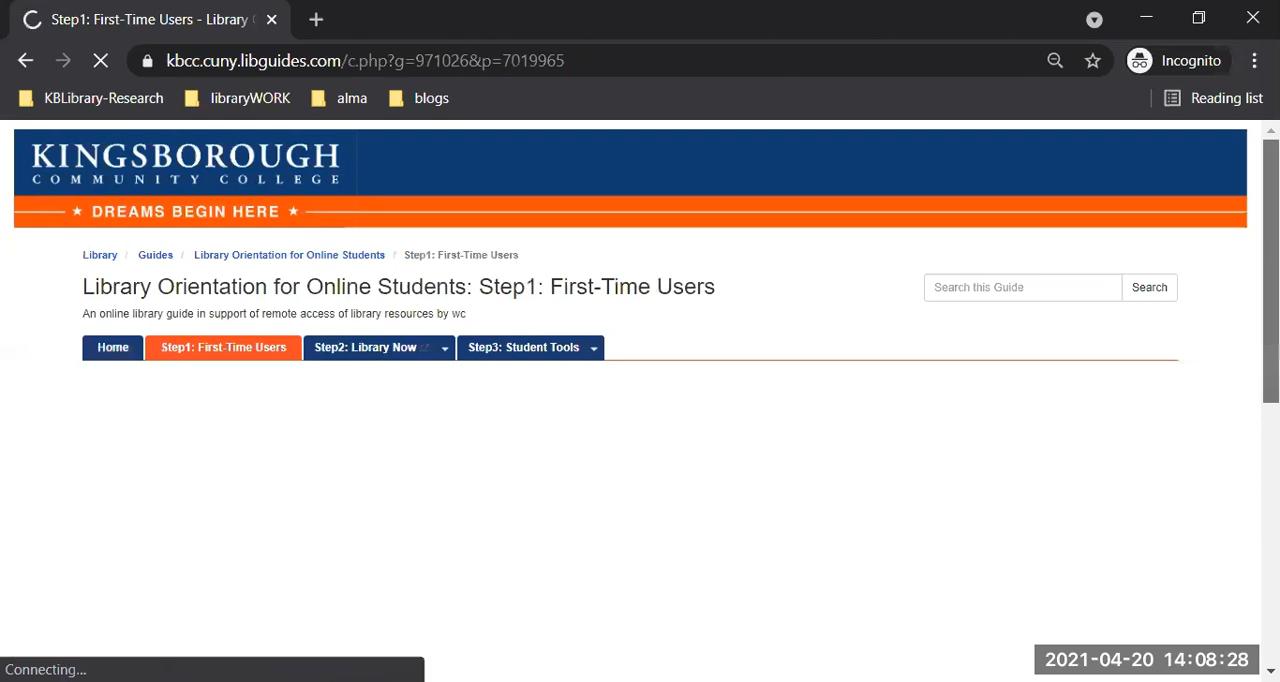 Step1: First-Time Users - Library
kbcc.cuny.libguides.com/c.php?g=971026&p=7019965
Incognito
KBLibrary-Research
libraryWORK
alma
blogs
Reading list
KINGSBOROUGH
COMMUNITY COLLEGE
DREAMS BEGIN HERE
Library / Guides / Library Orientation for Online Students / Step1: First-Time Users
Library Orientation for Online Students: Step1: First-Time Users
Search this Guide
Search
An online library guide in support of remote access of library resources by wc
Home
Step1: First-Time Users
Step2: Library Now
Step3: Student Tools
Connecting...
2021-04-20 14:08:28